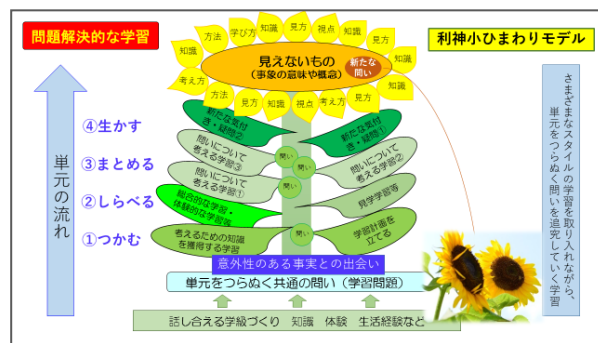 問題解決的な学習
利神小ひまわりモデル
知識
方法
学び方
知識
見方
視点
知識
見方
知識
考え方
方法
見方
知識
視点
考え方
見方
知識
見えないもの
(事象の意味や概念)
新たな
問い
④生かす
③まとめる
②しらべる
①つかむ
単元の流れ
新たな気付
き・疑問②
新たな気付
き・疑問①
問いについて
考える学習③
問いについて
考える学習②
問いについて
考える学習①
見学学習等
総合的な学習・
体験的な学習等
考えるための知識
を獲得する学習
学習計画を
立てる
問い
問い
問い
問い
意外性のある事実との出会い
単元をつらぬく共通の問い(学習問題)
話し合える学級づくり 知識 体験 生活経験など
さまざまなスタイルの学習を取り入れながら、
単元をつらぬく問いを追究していく学習